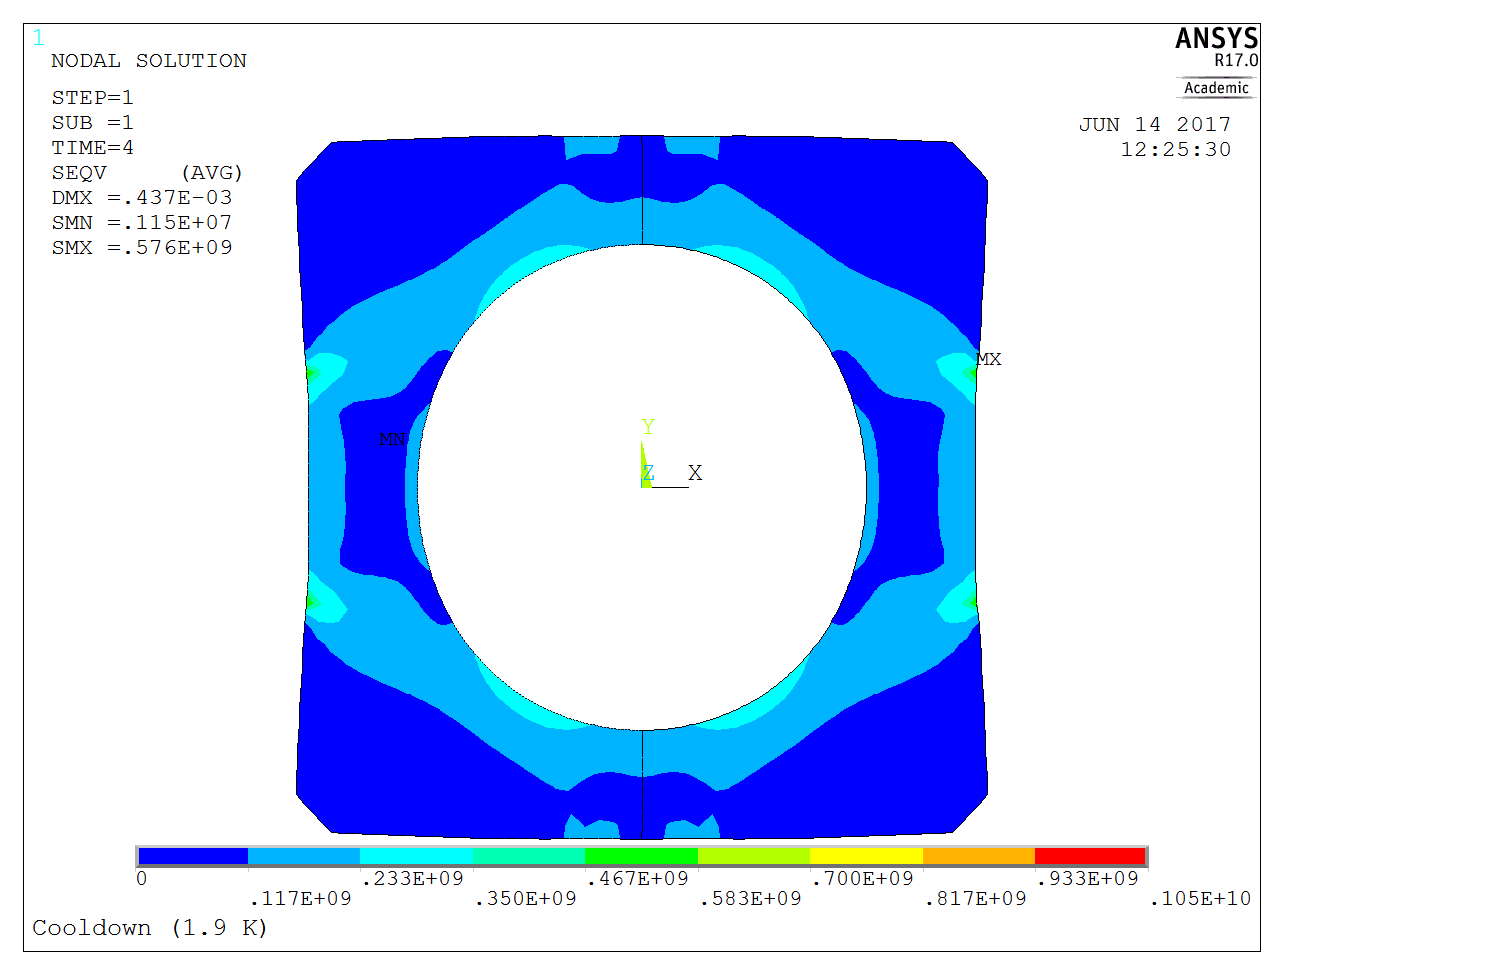 1
ANSYS
R17.0
Academic
NODAL SOLUTION
STEP=1
SUB =1
TIME=4
SEQV     (AVG)
DMX =.437E-03
SMN =.115E+07
SMX =.576E+09
JUN 14 2017
12:25:30
MX
MN
Y
Z
X
0
.117E+09
.233E+09
.350E+09
.467E+09
.583E+09
.700E+09
.817E+09
.933E+09
.105E+10
Cooldown (1.9 K)